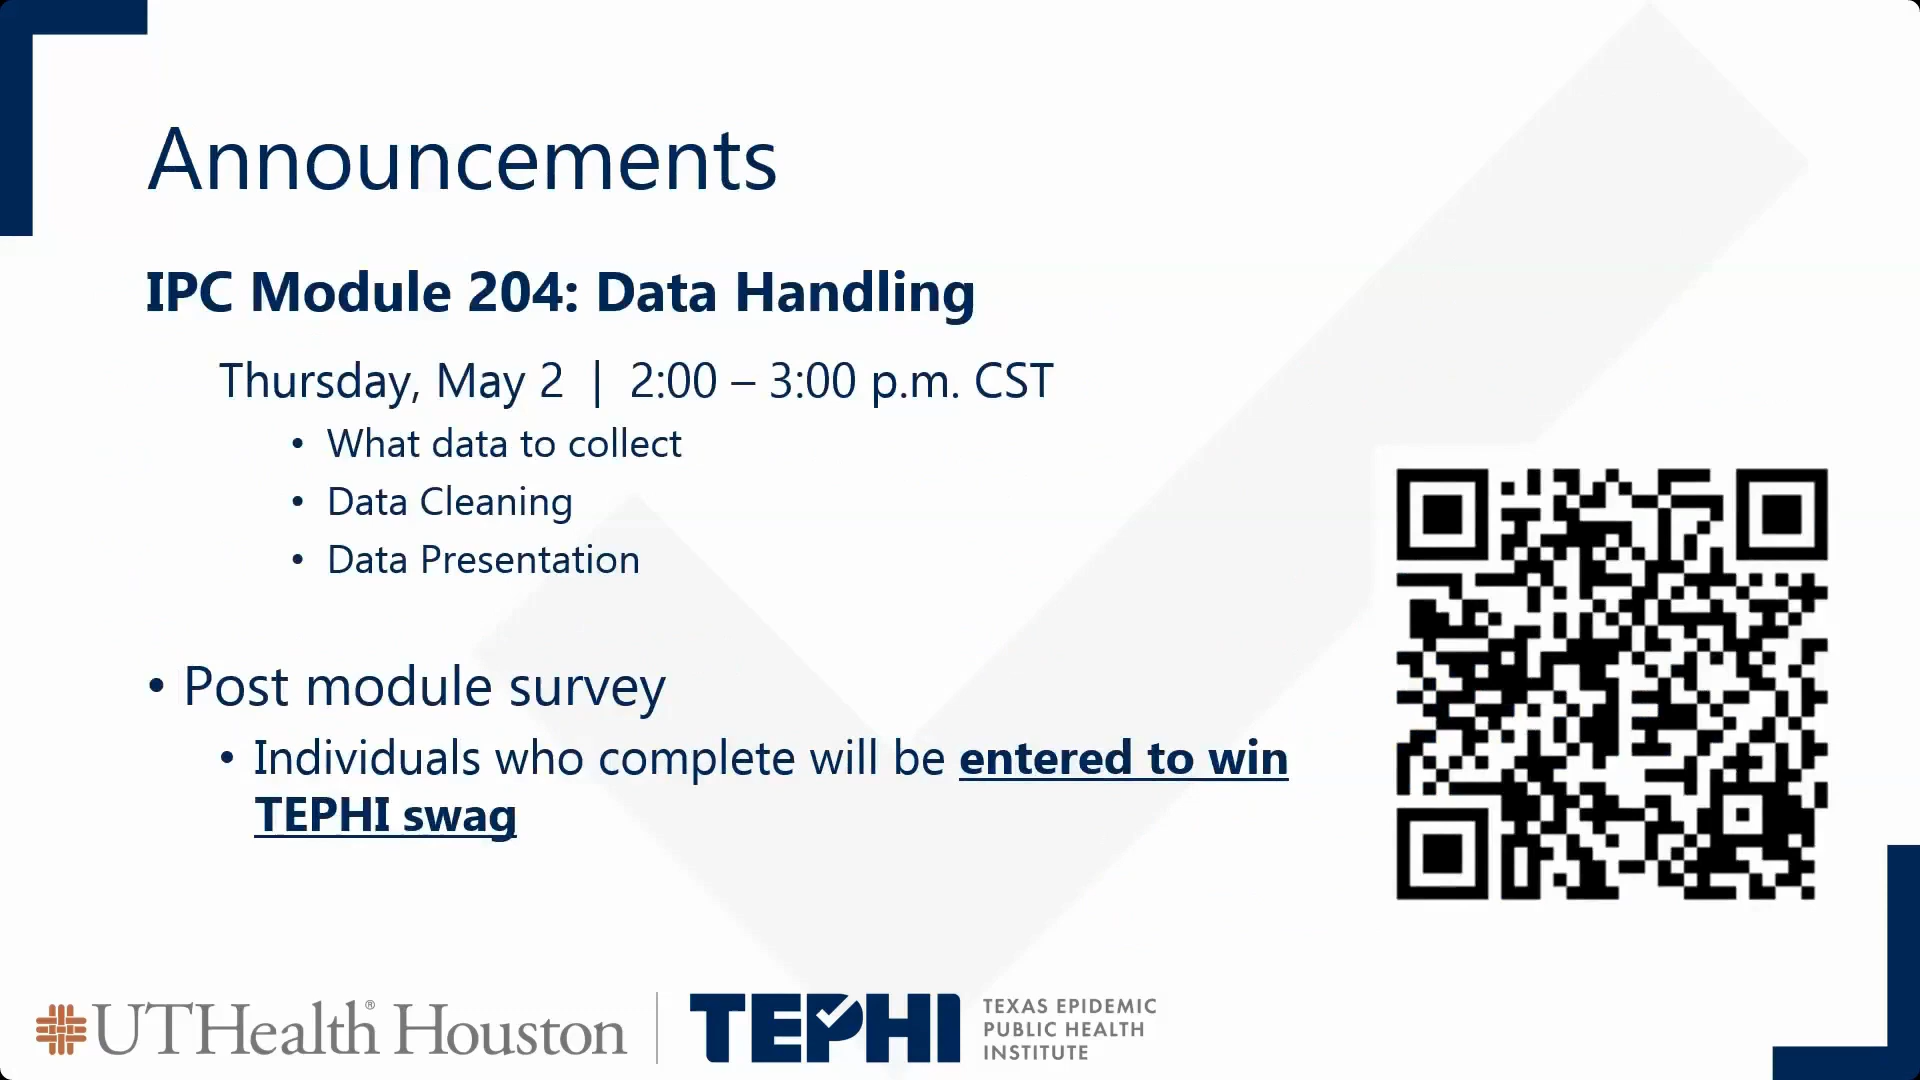 Announcements
IPC Module 204: Data Handling
Thursday, May 2 | 2:00 – 3:00 p.m. CST
• What data to collect
• Data Cleaning
• Data Presentation
• Post module survey
• Individuals who complete will be entered to win
TEPHI swag
UTHealth® Houston
TEPHI
TEXAS EPIDEMIC
PUBLIC HEALTH
INSTITUTE